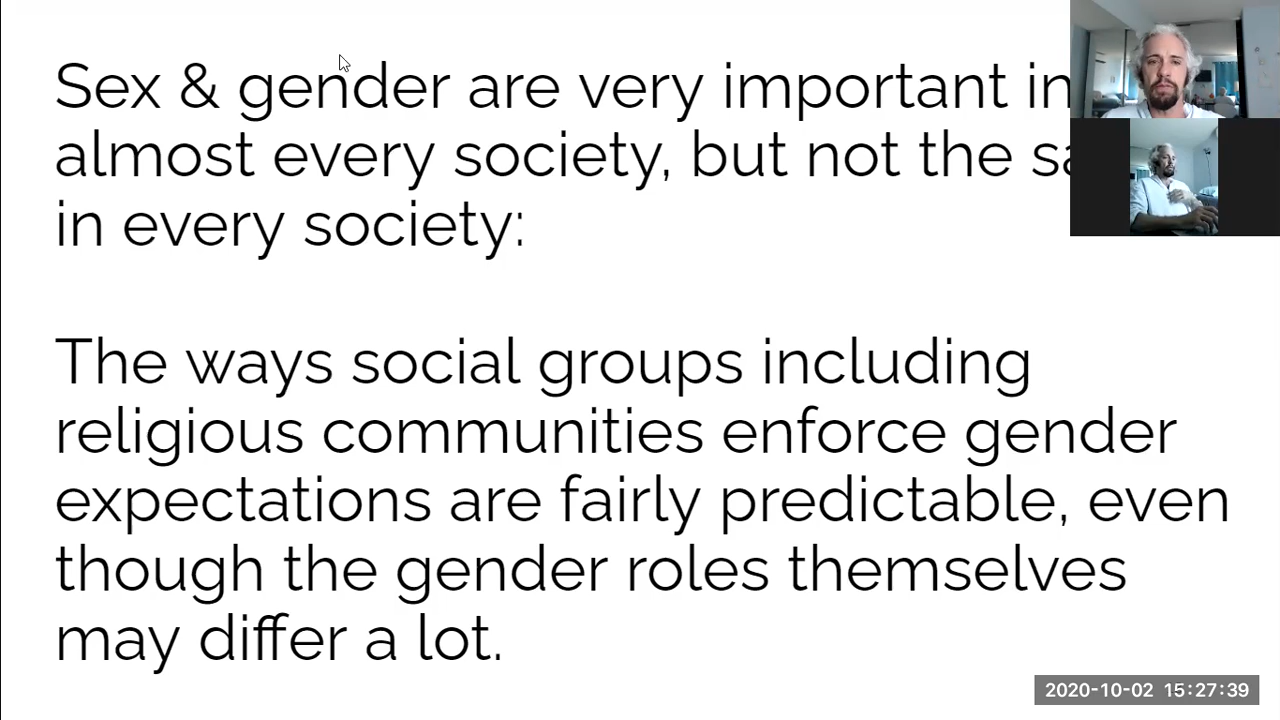 Sex & gender are very important in
almost every society, but not the
in every society:
The ways social groups including
religious communities enforce gender
expectations are fairly predictable, even
though the gender roles themselves
may differ a lot.
2020-10-02 15:27:39